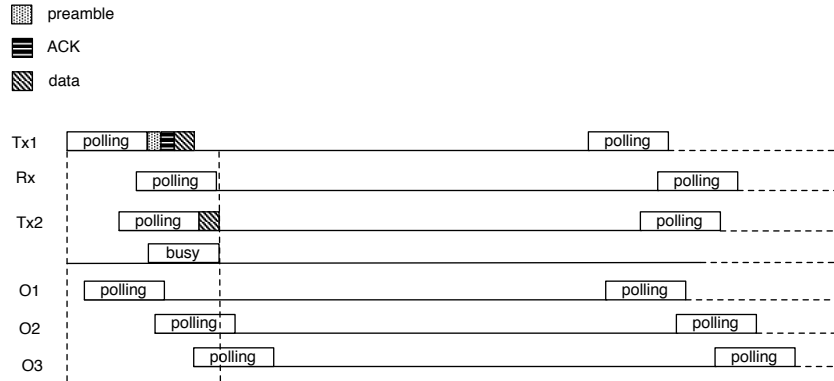 preamble
ACK
data
Tx1 polling polling
Rx polling polling
Tx2 polling polling
busy
O1 polling polling
O2 polling polling
O3 polling polling